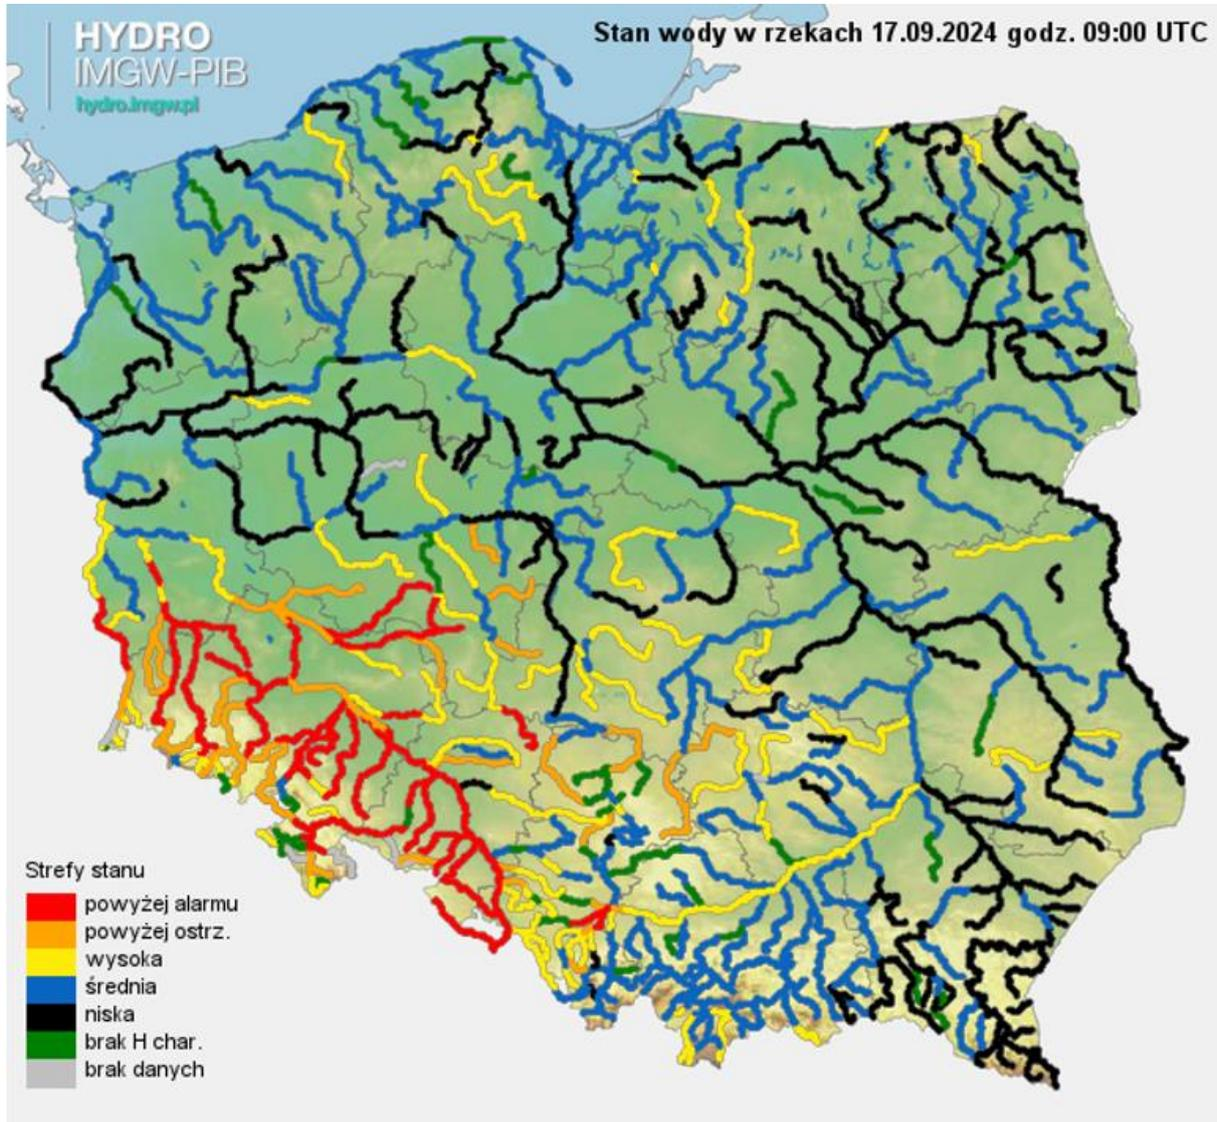 HYDRO
IMGW-PIB
hydro.imgw.pl
Stan wody w rzekach 17.09.2024 godz. 09:00 UTC
Strefy stanu
powyżej alarmu
powyżej ostrz.
wysoka
średnia
niska
brak H char.
brak danych